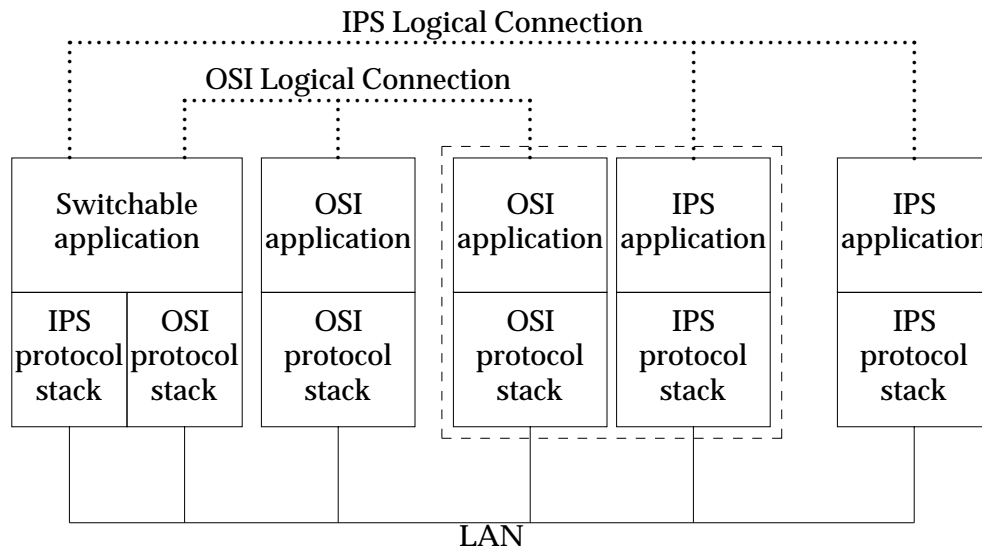 IPS Logical Connection
OSI Logical Connection
Switchable
application
OSI
application
OSI
application
IPS
application
IPS
application
IPS
protocol
stack
OSI
protocol
stack
OSI
protocol
stack
OSI
protocol
stack
IPS
protocol
stack
IPS
protocol
stack
LAN